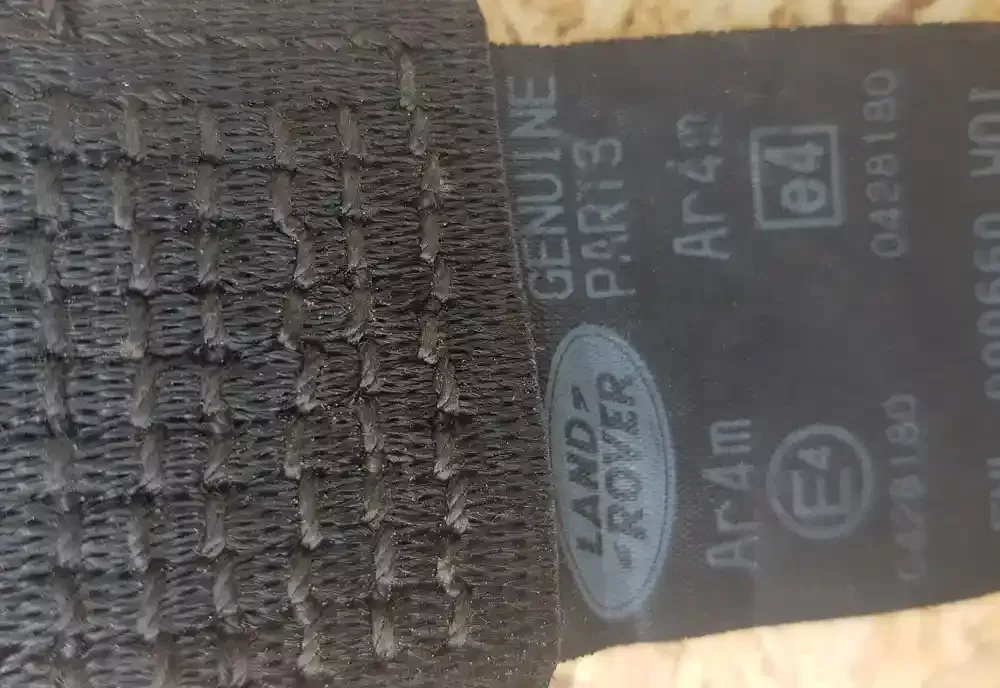 LAND
ROVER
GENUINE
PARTS
Ar4m Ar4m
E4 e4
0428180 0428180